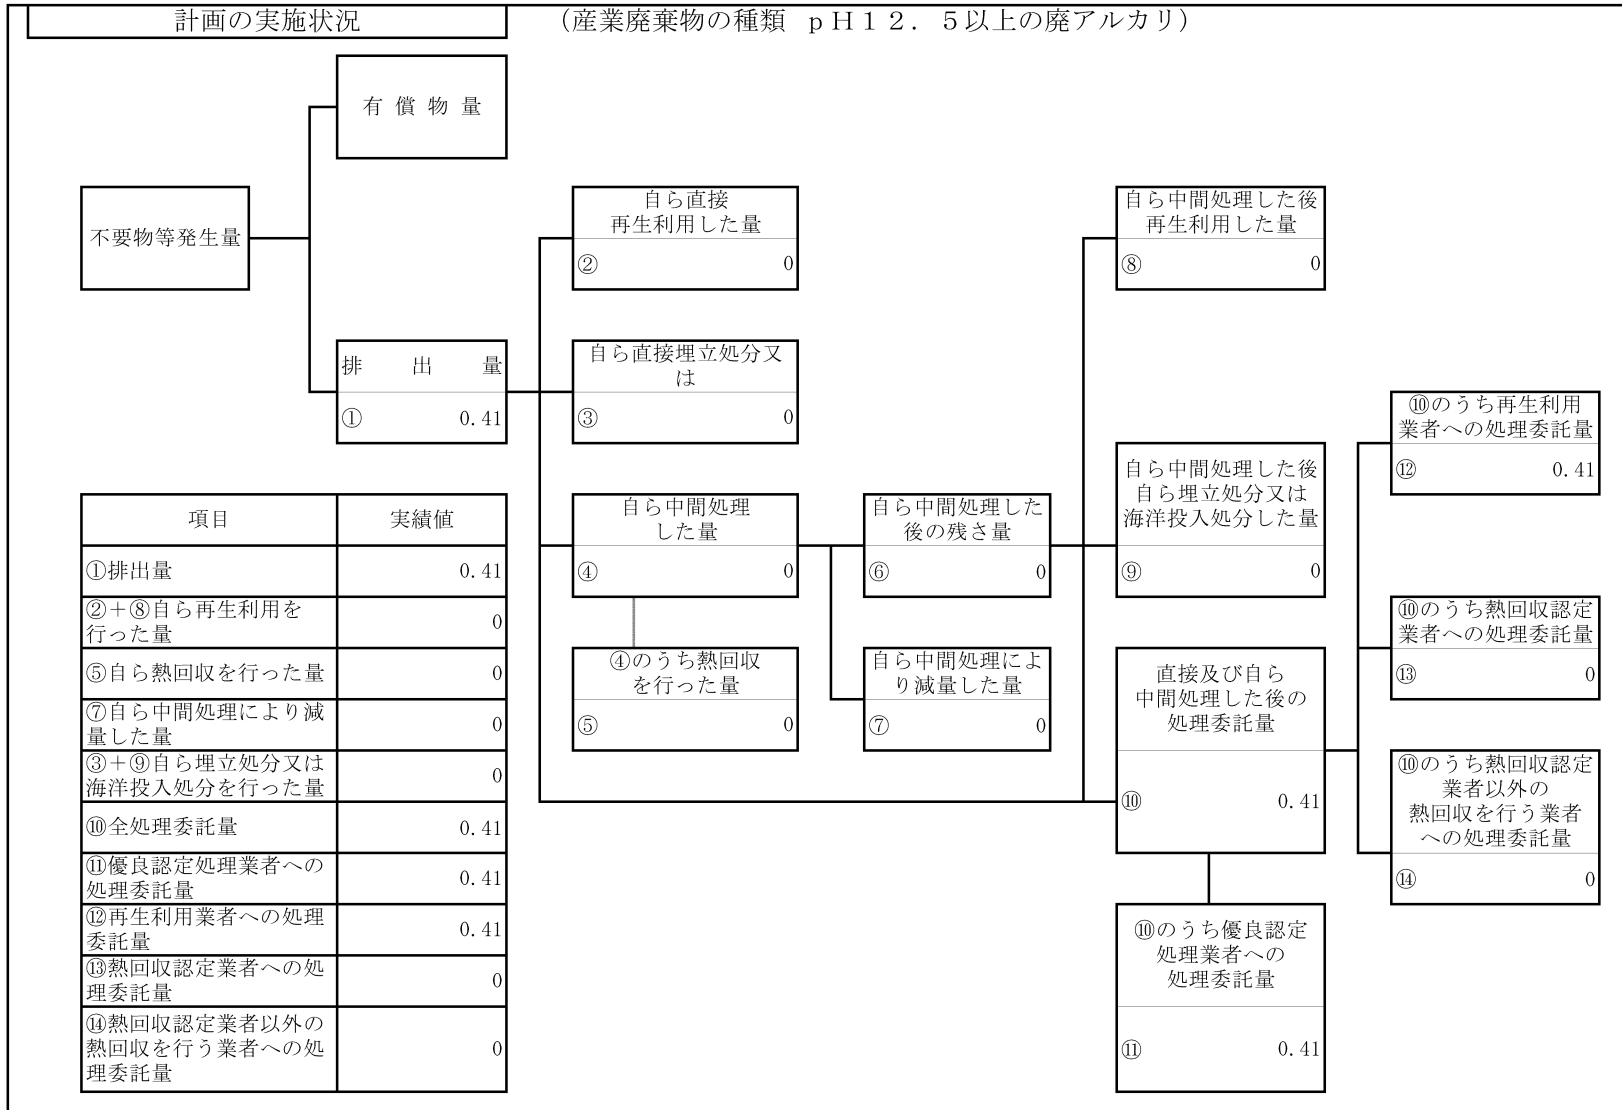 計画の実施状況
（産業廃棄物の種類　ｐＨ１２．５以上の廃アルカリ）
有償物量
不要物等発生量
自ら直接
再生利用した量
② 0
自ら中間処理した後
再生利用した量
⑧ 0
排出量
① 0.41
自ら直接埋立処分又
は
③ 0
⑩のうち再生利用
業者への処理委託量
⑫ 0.41
自ら中間処理
した量
④ 0
自ら中間処理した
後の残さ量
⑥ 0
自ら中間処理した後
自ら埋立処分又は
海洋投入処分した量
⑨ 0
⑩のうち熱回収認定
業者への処理委託量
⑬ 0
④のうち熱回収
を行った量
⑤ 0
自ら中間処理によ
り減量した量
⑦ 0
直接及び自ら
中間処理した後の
処理委託量
⑩ 0.41
⑩のうち熱回収認定
業者以外の
熱回収を行う業者
への処理委託量
⑭ 0
⑩のうち優良認定
処理業者への
処理委託量
⑪ 0.41
項目 実績値
①排出量 0.41
②＋⑧自ら再生利用を
行った量 0
⑤自ら熱回収を行った量 0
⑦自ら中間処理により減
量した量 0
③＋⑨自ら埋立処分又は
海洋投入処分を行った量 0
⑩全処理委託量 0.41
⑪優良認定処理業者への
処理委託量 0.41
⑫再生利用業者への処理
委託量 0.41
⑬熱回収認定業者への処
理委託量 0
⑭熱回収認定業者以外の
熱回収を行う業者への処
理委託量 0